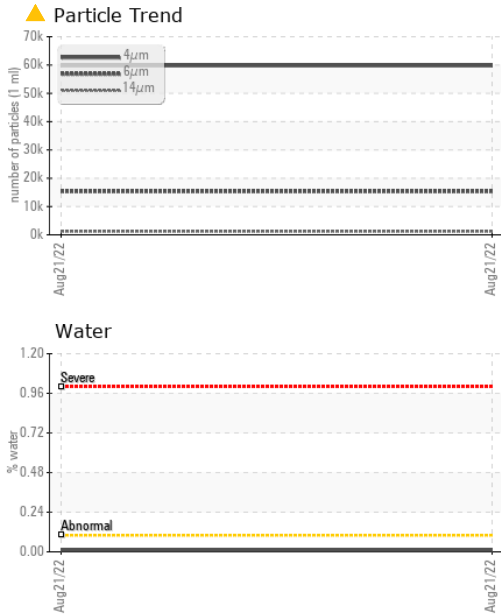 Particle Trend
number of particles (1 ml)
70k
60k
50k
40k
30k
20k
10k
0k
4µm
6µm
14µm
Aug21/22
Aug21/22
Water
% water
1.20
0.96
0.72
0.48
0.24
0.00
Severe
Abnormal
Aug21/22
Aug21/22